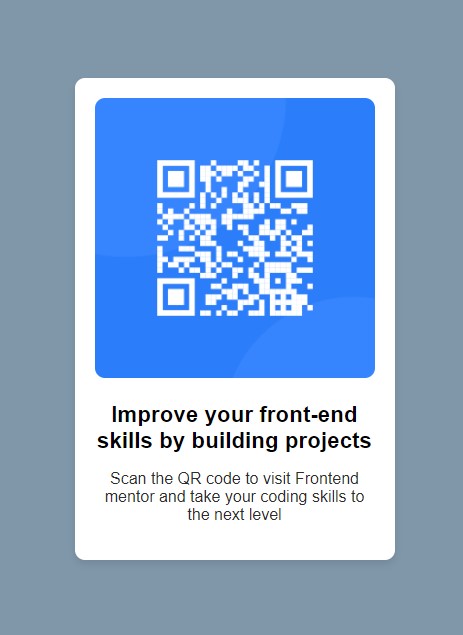 Improve your front-end
skills by building projects
Scan the QR code to visit Frontend
mentor and take your coding skills to
the next level